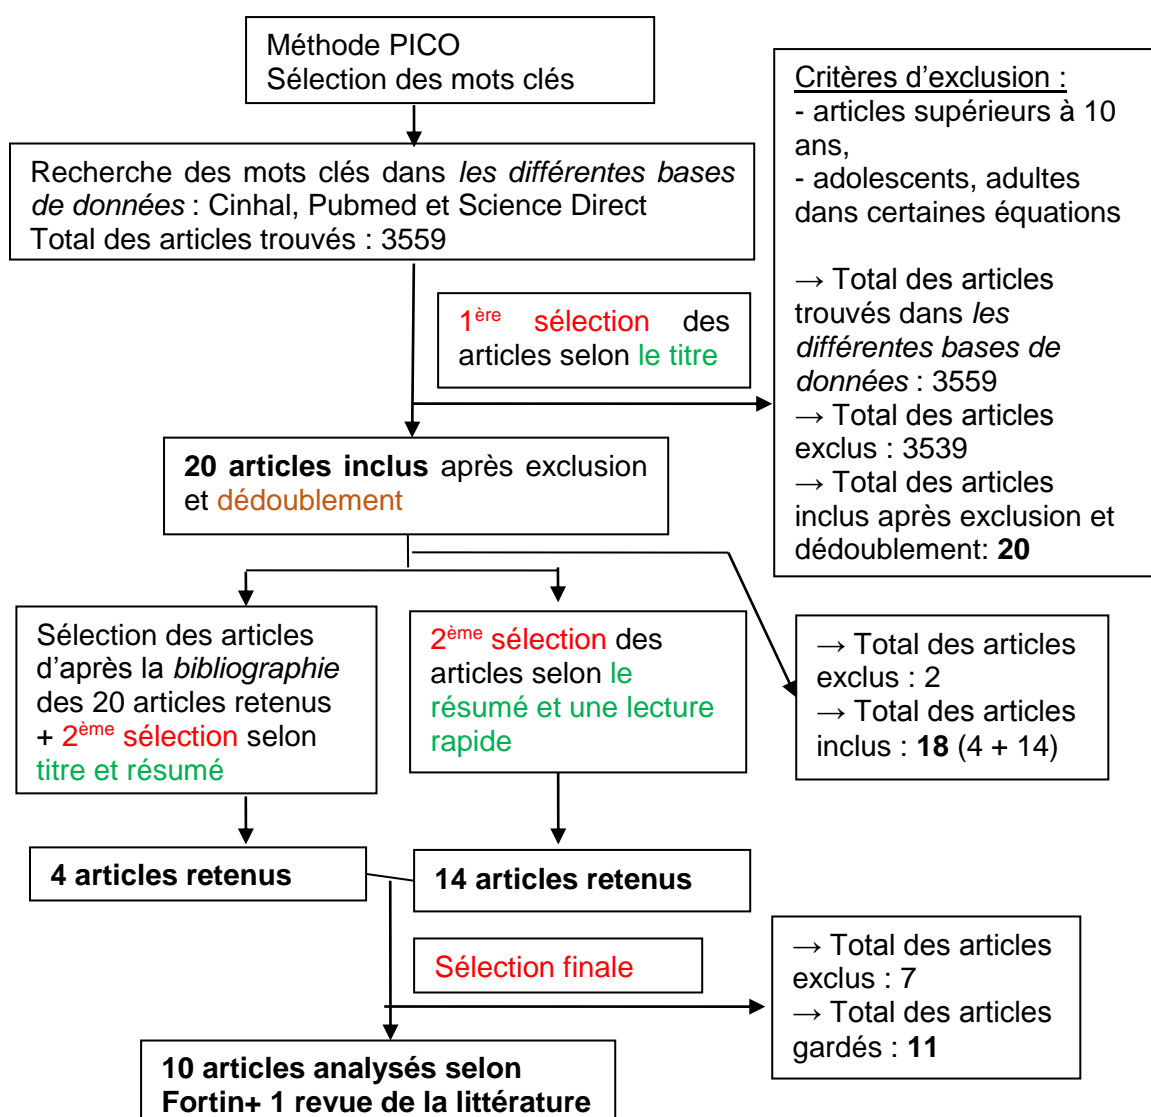 Méthode PICO
Sélection des mots clés
Critères d’exclusion :
- articles supérieurs à 10
ans,
- adolescents, adultes
dans certaines équations
→ Total des articles
trouvés dans les
différentes bases de
données : 3559
→ Total des articles
exclus : 3539
→ Total des articles
inclus après exclusion et
dédoublement: 20
Recherche des mots clés dans les différentes bases
de données : Cinhal, Pubmed et Science Direct
Total des articles trouvés : 3559
1ère sélection des
articles selon le titre
20 articles inclus après exclusion
et dédoublement
Sélection des articles
d’après la bibliographie
des 20 articles retenus
+ 2ème sélection selon
titre et résumé
2ème sélection des
articles selon le
résumé et une lecture
rapide
→ Total des articles
exclus : 2
→ Total des articles
inclus : 18 (4 + 14)
4 articles retenus
14 articles retenus
Sélection finale
→ Total des articles
exclus : 7
→ Total des articles
gardés : 11
10 articles analysés selon
Fortin+ 1 revue de la littérature